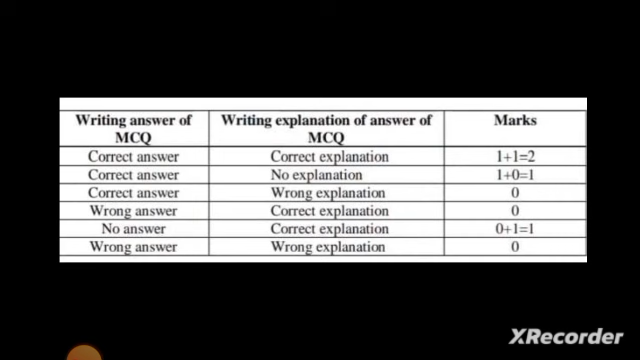 Writing answer of MCQ | Writing explanation of answer of MCQ | Marks
Correct answer | Correct explanation | 1+1=2
Correct answer | No explanation | 1+0=1
Correct answer | Wrong explanation | 0
Wrong answer | Correct explanation | 0
No answer | Correct explanation | 0+1=1
Wrong answer | Wrong explanation | 0
XRecorder